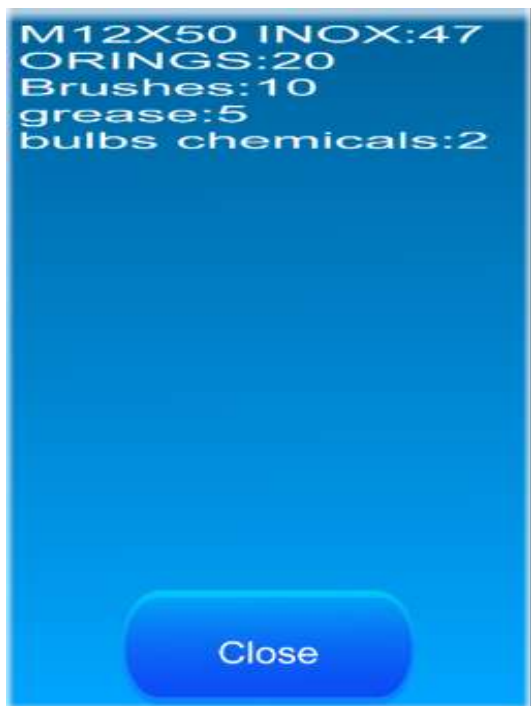 M12X50 INOX:47
ORINGS:20
Brushes:10
grease:5
bulbs chemicals:2
Close